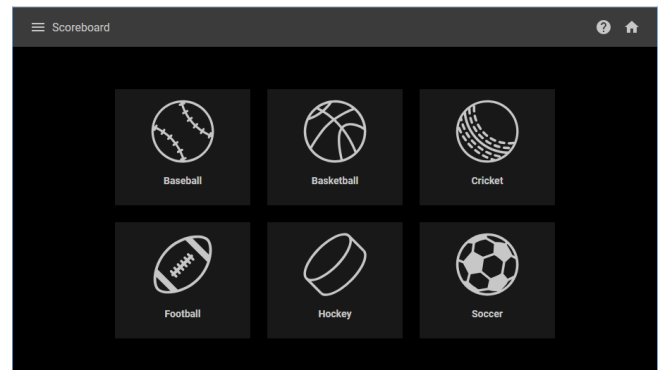 Scoreboard
Baseball
Basketball
Cricket
Football
Hockey
Soccer